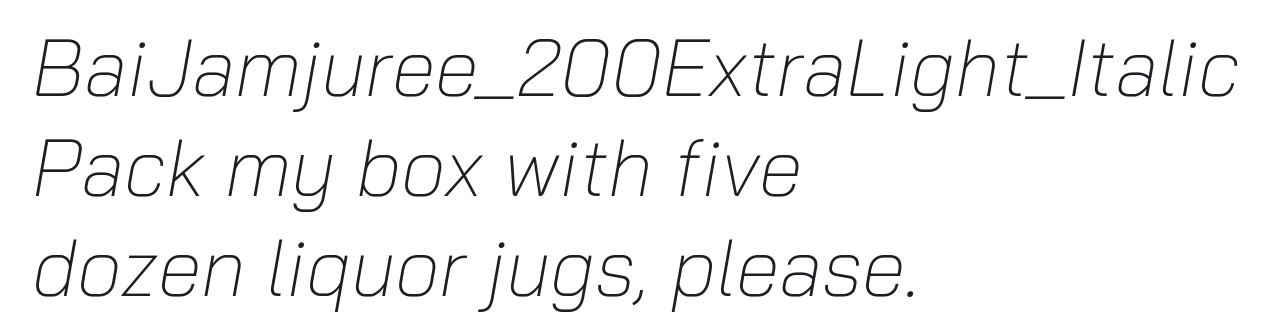 BaiJamjuree_200ExtraLight_Italic
Pack my box with five
dozen liquor jugs, please.